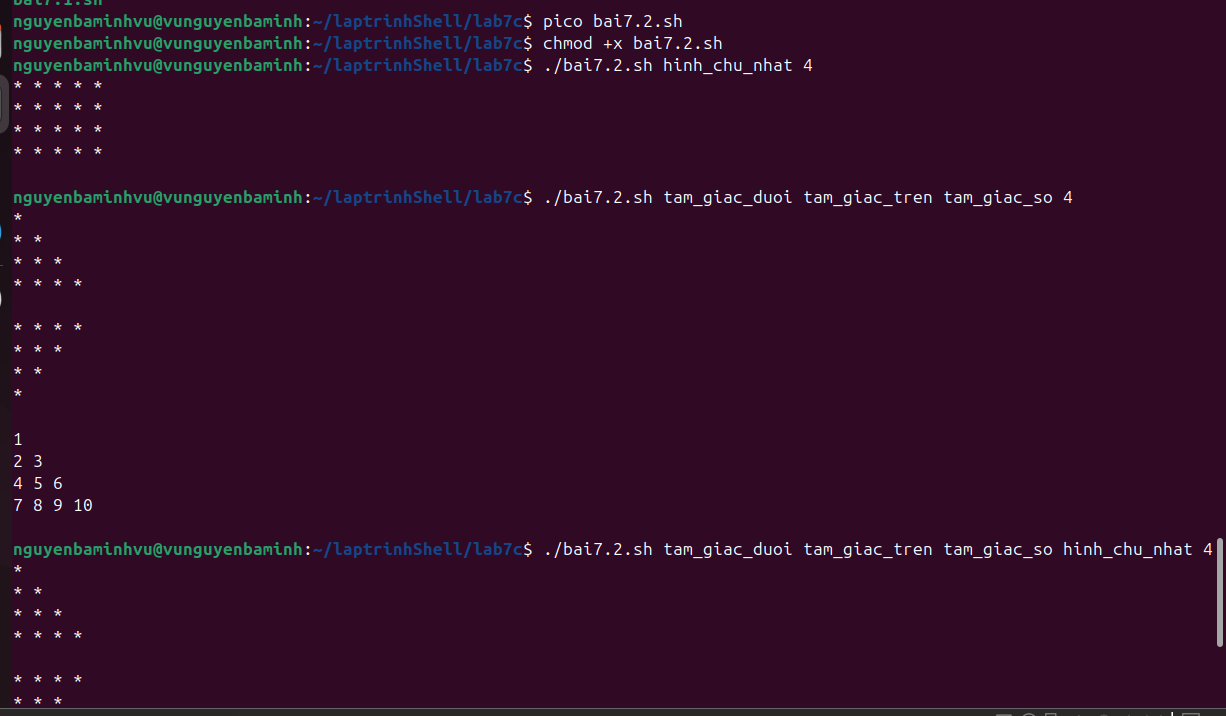 bai7.1.sh
nguyenbaminhvu@vunguyenbaminh:~/laptrinhShell/lab7c$ pico bai7.2.sh
nguyenbaminhvu@vunguyenbaminh:~/laptrinhShell/lab7c$ chmod +x bai7.2.sh
nguyenbaminhvu@vunguyenbaminh:~/laptrinhShell/lab7c$ ./bai7.2.sh hinh_chu_nhat 4
* * * * *
* * * * *
* * * * *
* * * * *
nguyenbaminhvu@vunguyenbaminh:~/laptrinhShell/lab7c$ ./bai7.2.sh tam_giac_duoi tam_giac_tren tam_giac_so 4
*
* *
* * *
* * * *
* * * *
* * *
* *
*
1
2 3
4 5 6
7 8 9 10
nguyenbaminhvu@vunguyenbaminh:~/laptrinhShell/lab7c$ ./bai7.2.sh tam_giac_duoi tam_giac_tren tam_giac_so hinh_chu_nhat 4
*
* *
* * *
* * * *
* * * *
* * *